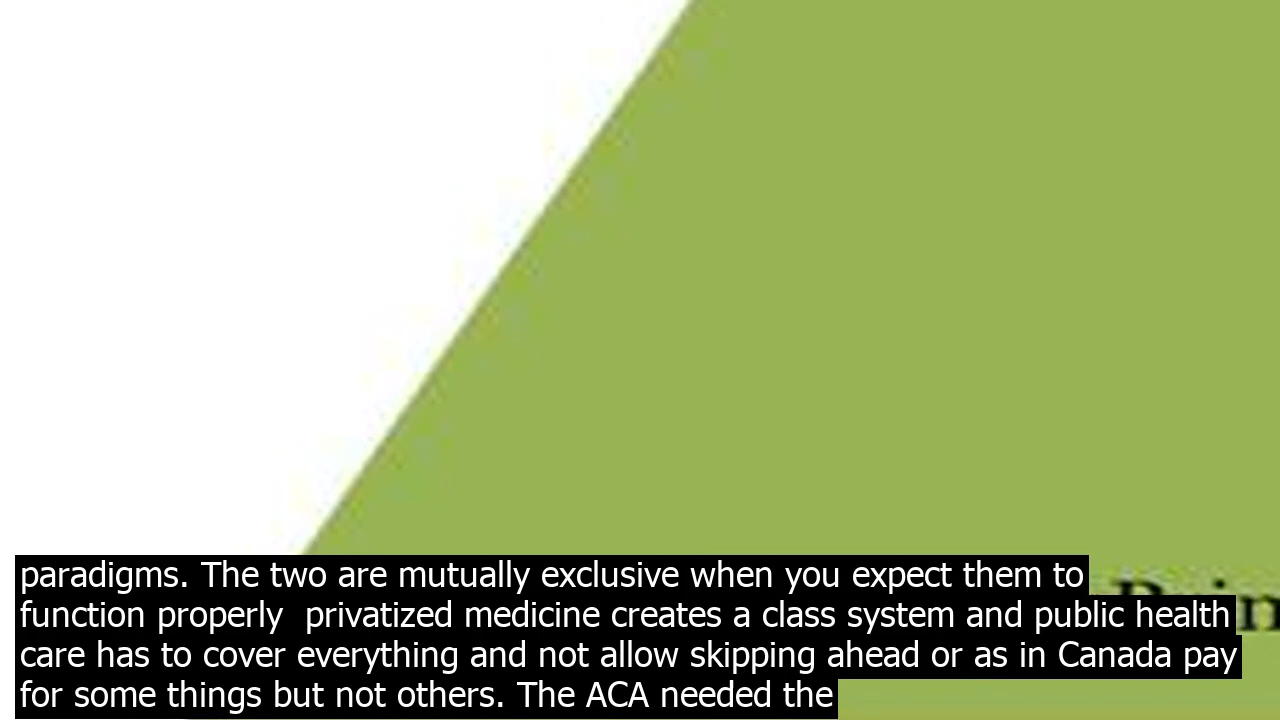 paradigms. The two are mutually exclusive when you expect them to
function properly  privatized medicine creates a class system and public health
care has to cover everything and not allow skipping ahead or as in Canada pay
for some things but not others. The ACA needed the